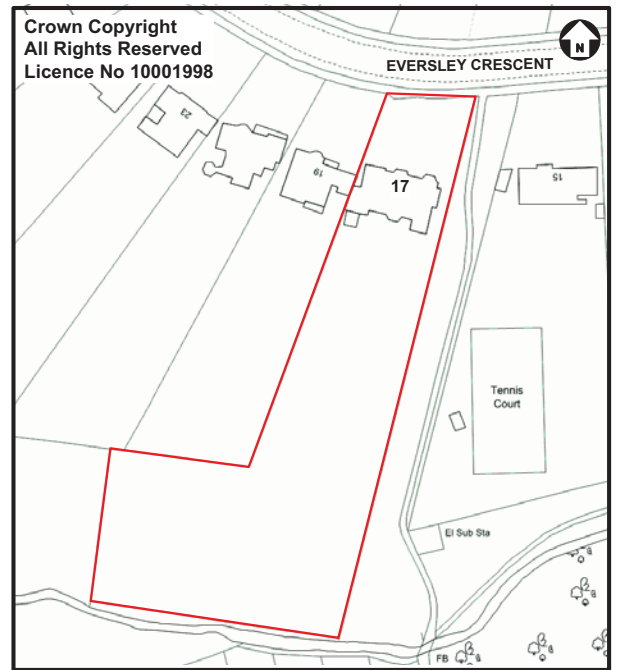 Crown Copyright
All Rights Reserved
Licence No 10001998
N
EVERSLEY CRESCENT
23
19
17
15
Tennis
Court
El Sub Sta
FB